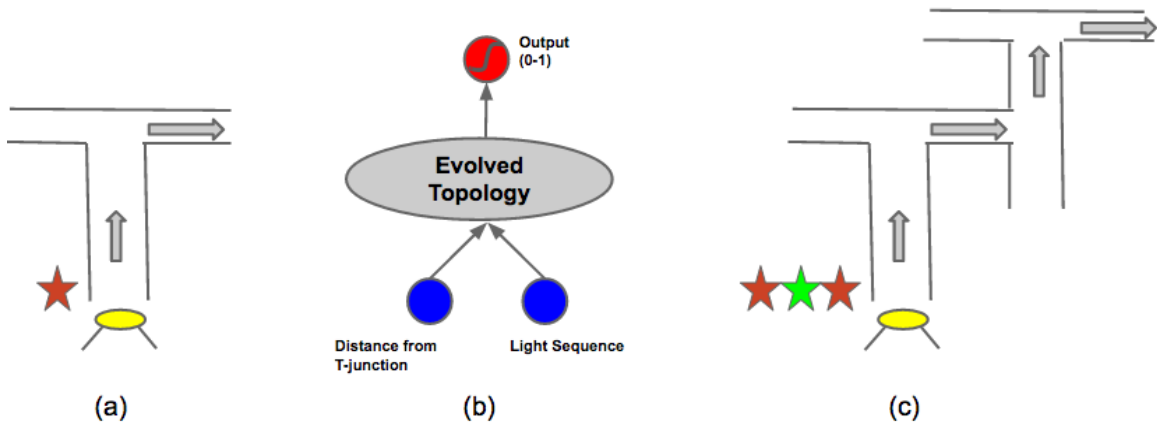 Output
(0-1)
Evolved
Topology
Distance from
T-junction
Light Sequence
(a)
(b)
(c)